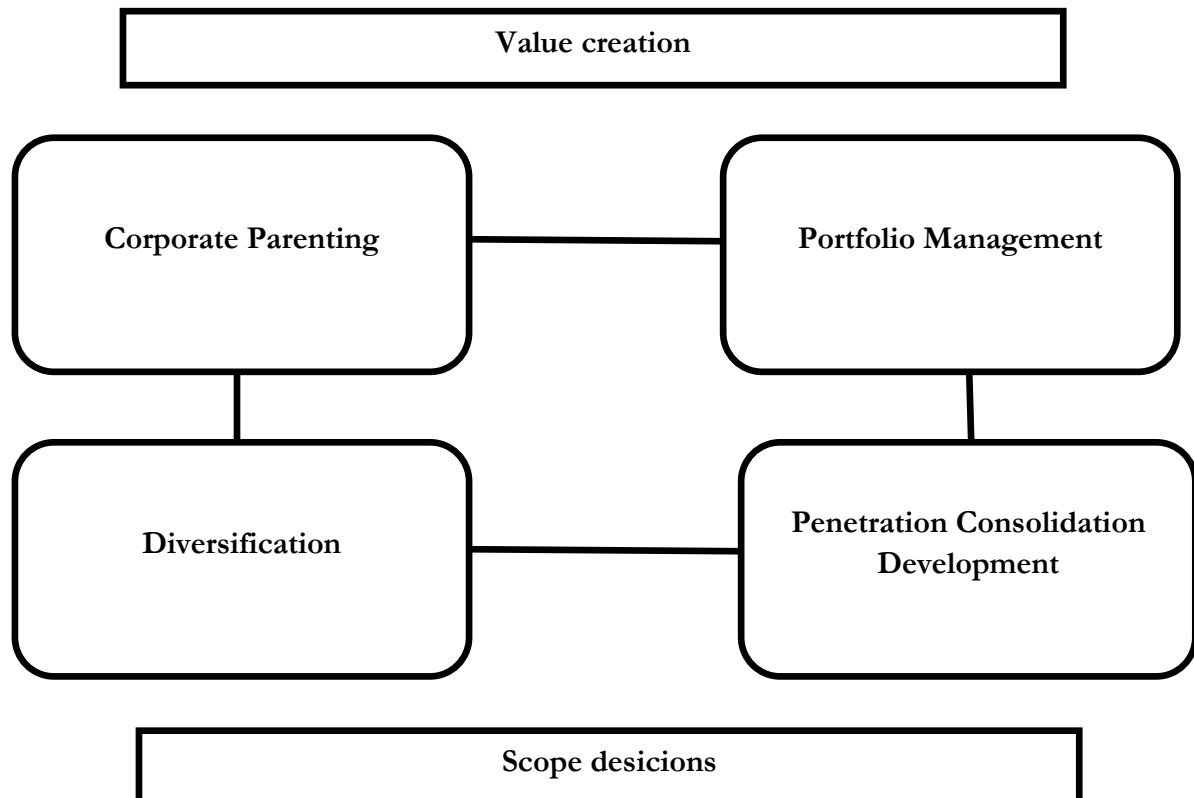 Value creation
Corporate Parenting
Portfolio Management
Diversification
Penetration Consolidation
Development
Scope desicions